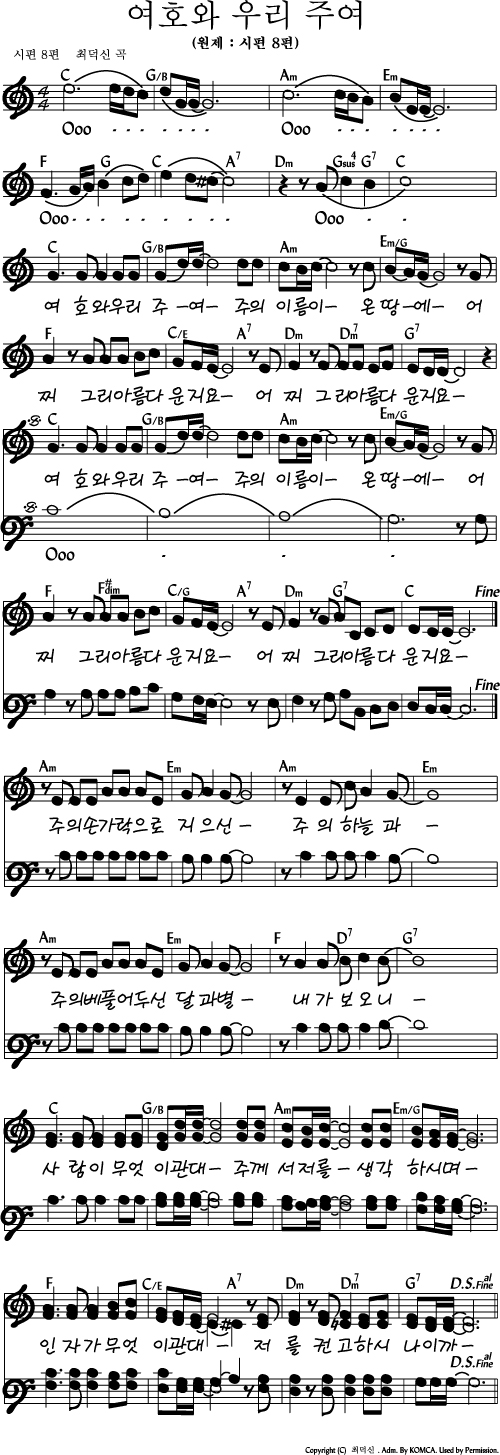 여호와 우리 주여
(원제 : 시편 8편)
시편 8편 최덕신 곡
C G/B Am Em
Ooo - - - - - - - - - - Ooo - - - - - - - - -
F G C A7 Dm Gsus4 G7 C
Ooo - - - - - - - - - - Ooo - -
C G/B Am Em/G
여 호와우리 주 -여- 주의 이름이- 온 땅-에- 어
F C/E A7 Dm Dm7 G7
찌 그리아름다 운지요- 어 찌 그리아름다 운지요-
C G/B Am Em/G
여 호와우리 주 -여- 주의 이름이- 온 땅-에- 어
Ooo - - -
F F#dim C/G A7 Dm G7 C Fine
찌 그리아름다 운지요- 어 찌 그리아름다 운지요-
Fine
Am Em Am Em
주의손가락으로 지으신- 주 의 하늘 과 -
Am Em F D7 G7
주의베풀어두신 달과별- 내가 보오니 -
C G/B Am Em/G
사 람이 무엇 이관대- 주께 서저를- 생각 하시며-
F C/E A7 Dm Dm7 G7 D.S. al Fine
인 자가 무엇 이관대 - 저 를 권고하시 나이까-
D.S. al Fine
Copyright (C) 최덕신 . Adm. By KOMCA. Used by Permission.